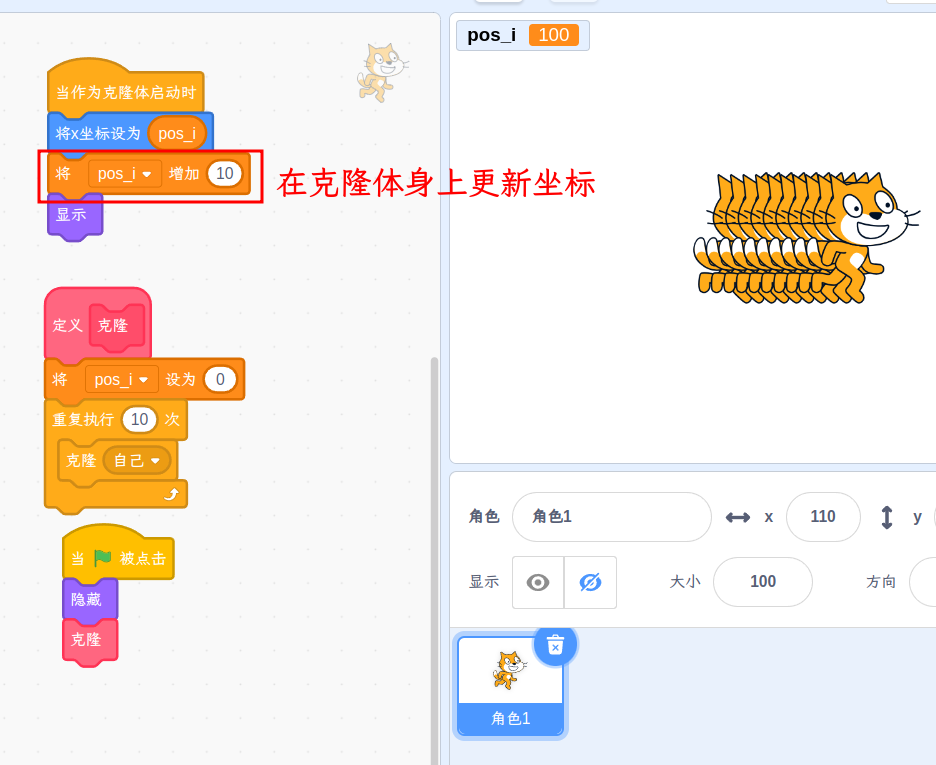 pos_i 100
当作为克隆体启动时
将x坐标设为 pos_i
将 pos_i 增加 10
在克隆体身上更新坐标
显示
定义 克隆
将 pos_i 设为 0
重复执行 10 次
克隆 自己
当 被点击
隐藏
克隆
角色 角色1 x 110 y
显示 大小 100 方向
角色1